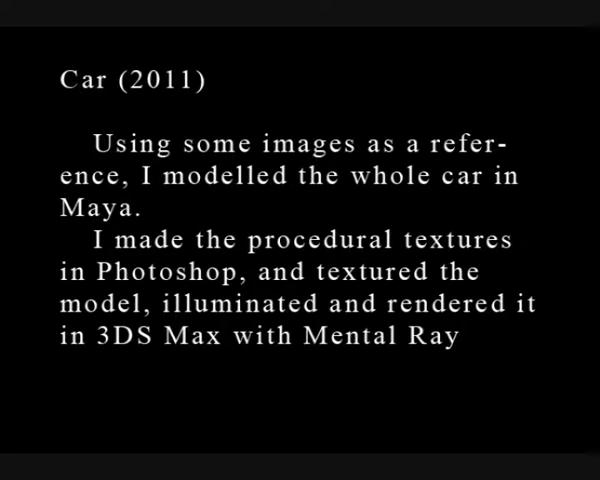 Car (2011)
Using some images as a refer-
ence, I modelled the whole car in
Maya.
I made the procedural textures
in Photoshop, and textured the
model, illuminated and rendered it
in 3DS Max with Mental Ray